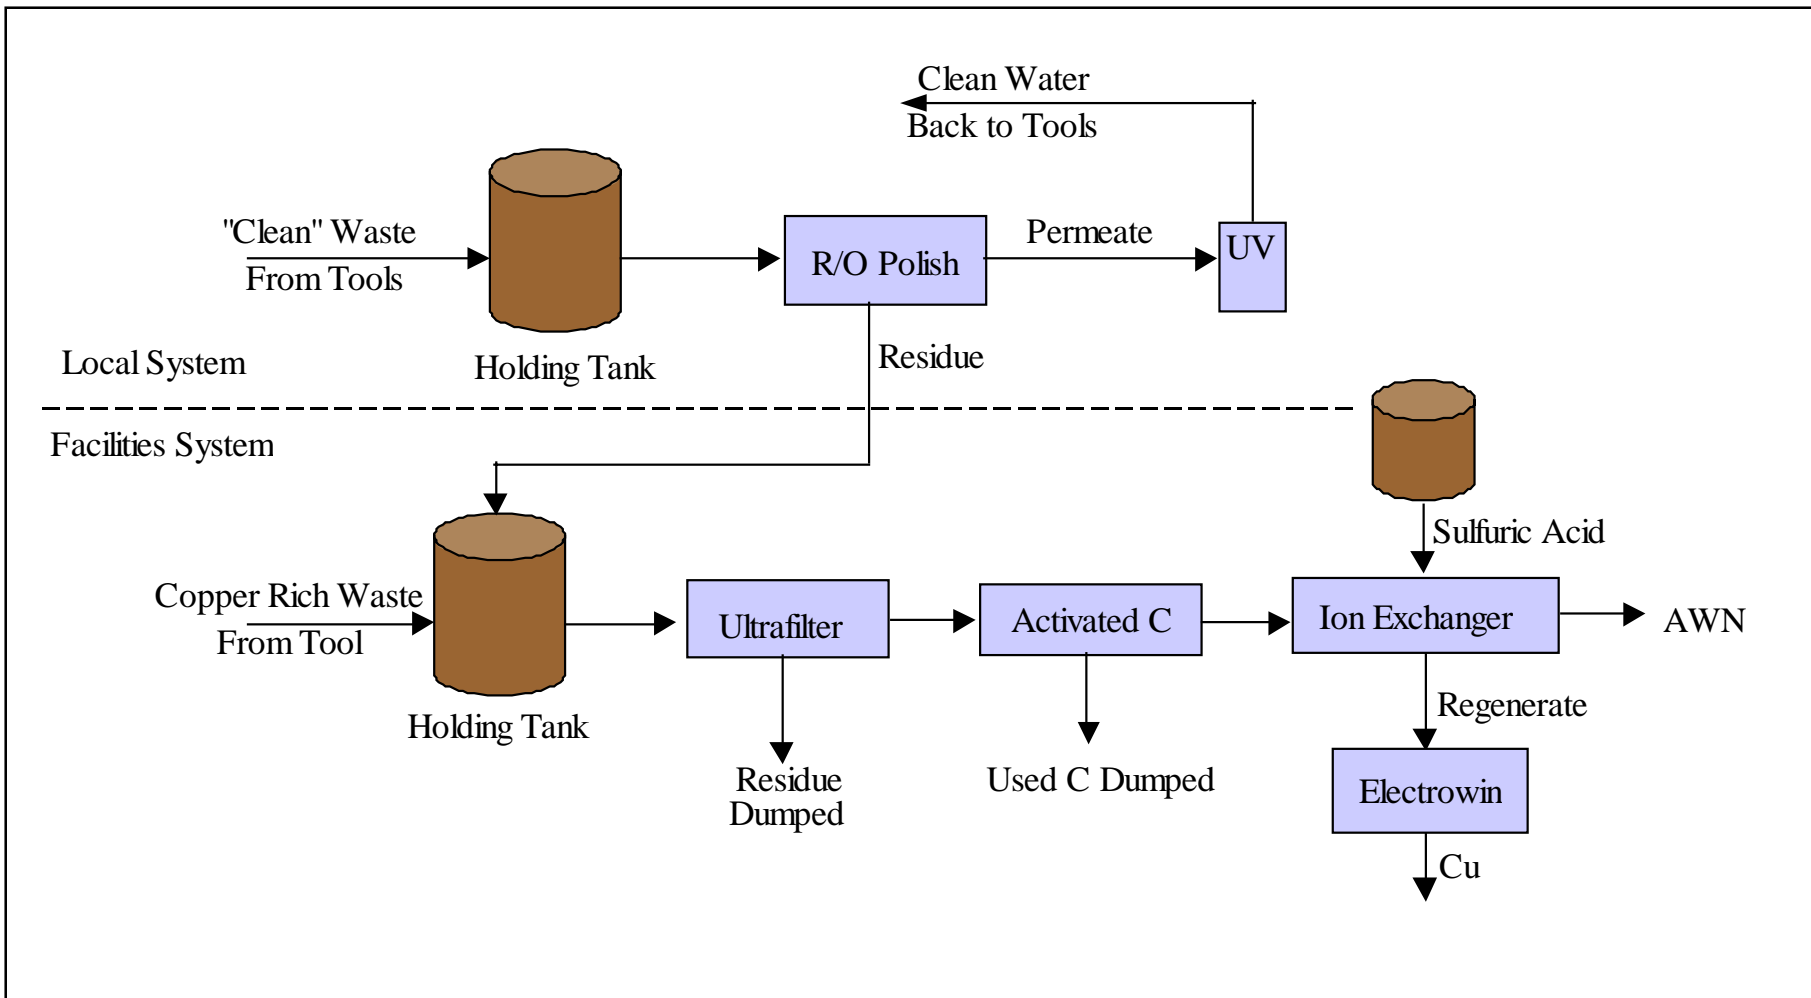 Clean Water
Back to Tools
"Clean" Waste
From Tools
R/O Polish
Permeate
UV
Holding Tank
Residue
Local System
Facilities System
Sulfuric Acid
Copper Rich Waste
From Tool
Ultrafilter
Activated C
Ion Exchanger
AWN
Holding Tank
Regenerate
Residue
Dumped
Used C Dumped
Electrowin
Cu